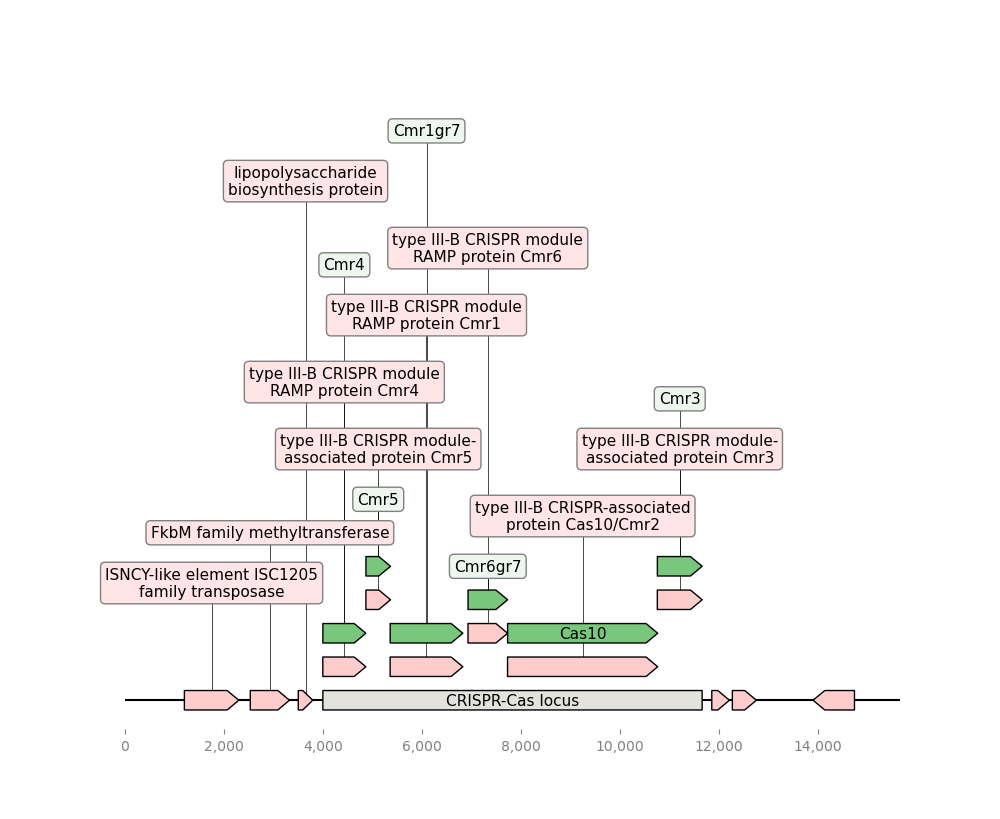 Cmr1gr7
lipopolysaccharide
biosynthesis protein
type III-B CRISPR module
RAMP protein Cmr6
Cmr4
type III-B CRISPR module
RAMP protein Cmr1
type III-B CRISPR module
RAMP protein Cmr4
Cmr3
type III-B CRISPR module-
associated protein Cmr5
type III-B CRISPR module-
associated protein Cmr3
Cmr5
type III-B CRISPR-associated
protein Cas10/Cmr2
FkbM family methyltransferase
Cmr6gr7
ISNCY-like element ISC1205
family transposase
Cas10
CRISPR-Cas locus
0 2,000 4,000 6,000 8,000 10,000 12,000 14,000